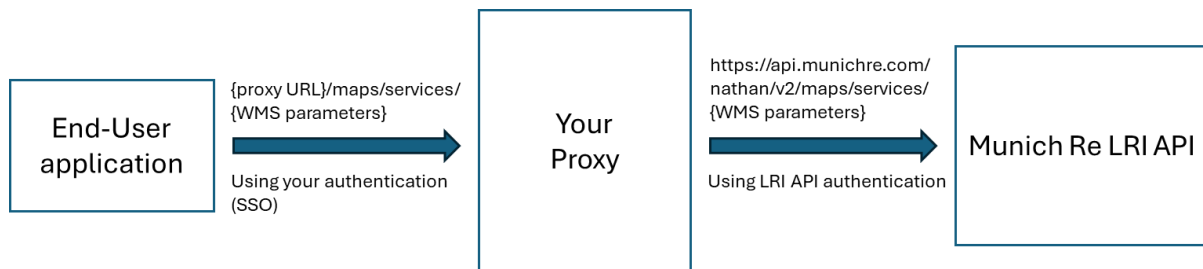 End-User
application
{proxy URL}/maps/services/
{WMS parameters}
Using your authentication
(SSO)
Your
Proxy
https://api.munichre.com/
nathan/v2/maps/services/
{WMS parameters}
Using LRI API authentication
Munich Re LRI API